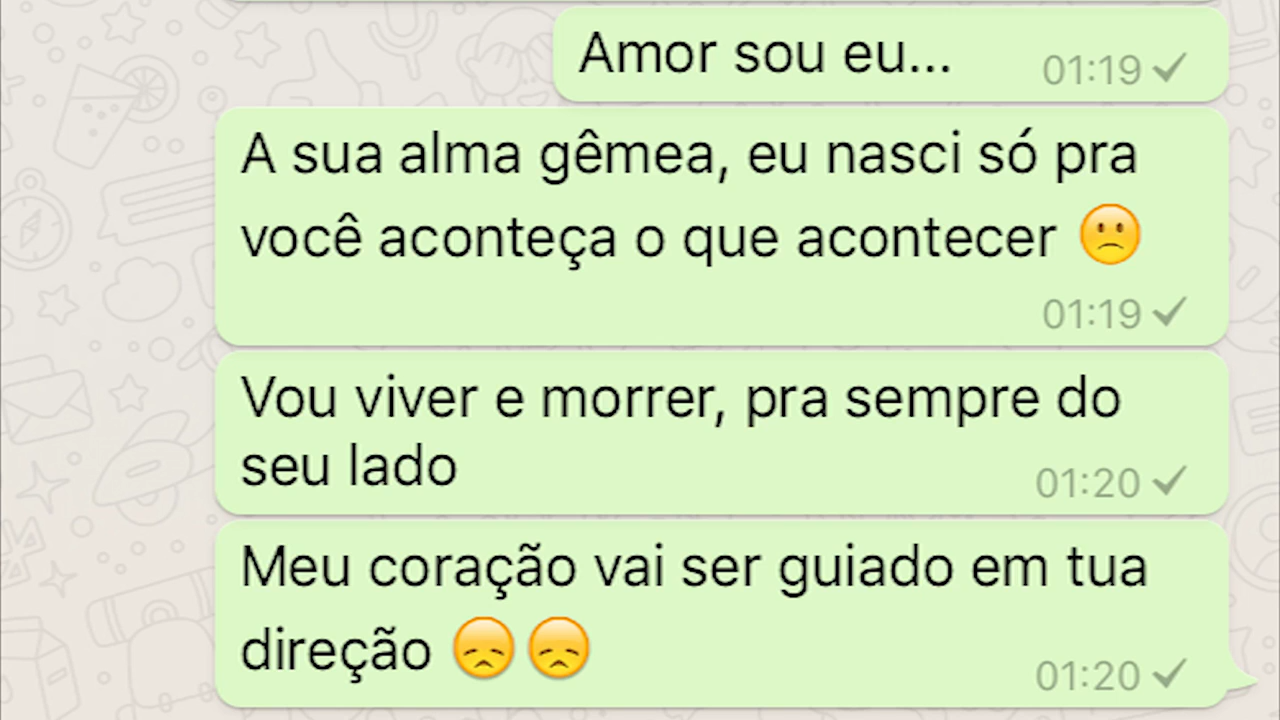 Amor sou eu... 01:19
A sua alma gêmea, eu nasci só pra
você aconteça o que acontecer 🙁
01:19
Vou viver e morrer, pra sempre do
seu lado 01:20
Meu coração vai ser guiado em tua
direção 😞😞 01:20